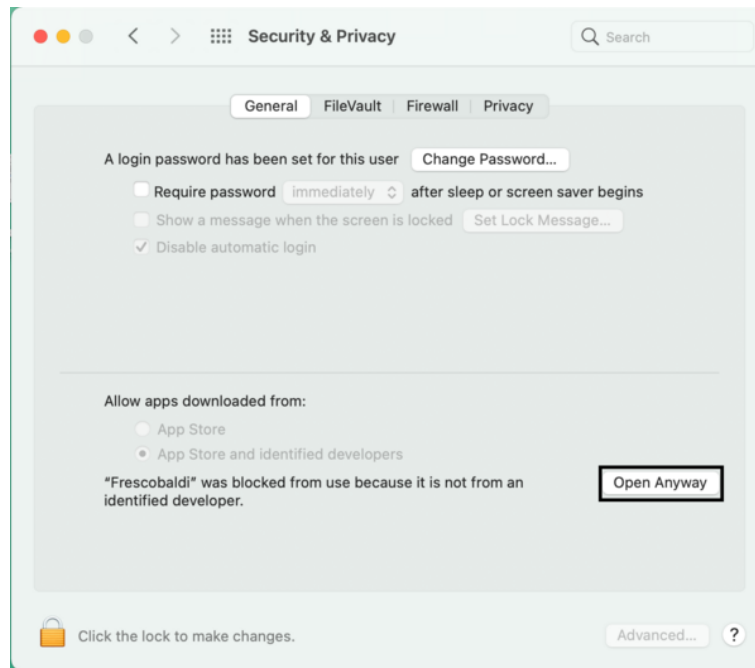 Security & Privacy
Search
General FileVault Firewall Privacy
A login password has been set for this user Change Password...
Require password immediately after sleep or screen saver begins
Show a message when the screen is locked Set Lock Message...
Disable automatic login
Allow apps downloaded from:
App Store
App Store and identified developers
“Frescobaldi” was blocked from use because it is not from an
identified developer.
Open Anyway
Click the lock to make changes.
Advanced... ?